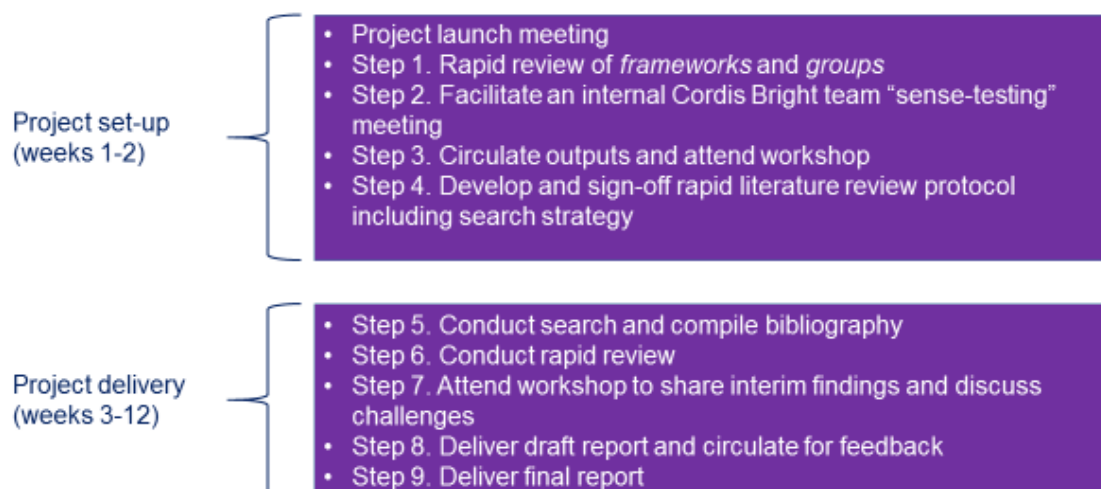 Project set-up
(weeks 1-2)
• Project launch meeting
• Step 1. Rapid review of frameworks and groups
• Step 2. Facilitate an internal Cordis Bright team “sense-testing”
meeting
• Step 3. Circulate outputs and attend workshop
• Step 4. Develop and sign-off rapid literature review protocol
including search strategy
Project delivery
(weeks 3-12)
• Step 5. Conduct search and compile bibliography
• Step 6. Conduct rapid review
• Step 7. Attend workshop to share interim findings and discuss
challenges
• Step 8. Deliver draft report and circulate for feedback
• Step 9. Deliver final report